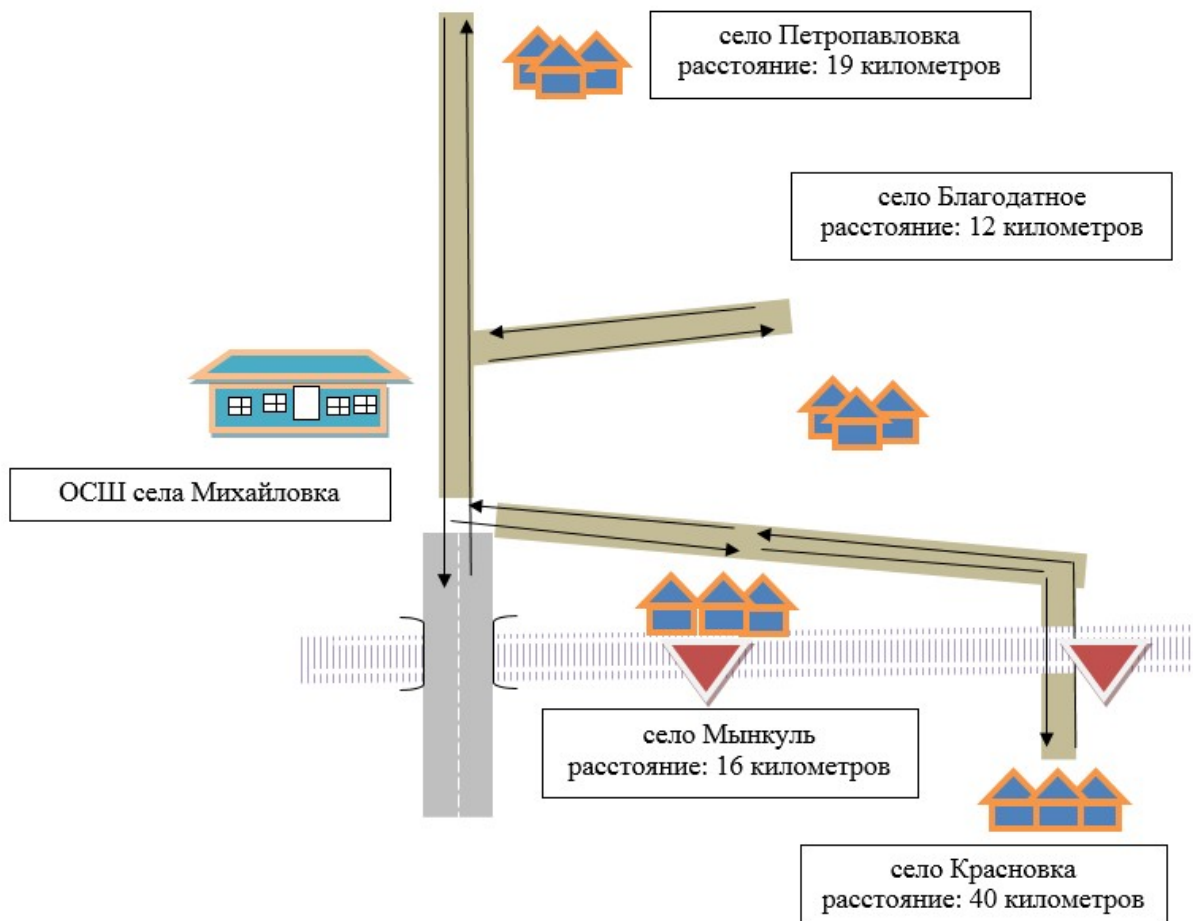 село Петропавловка
расстояние: 19 километров
село Благодатное
расстояние: 12 километров
ОСШ села Михайловка
село Мынкуль
расстояние: 16 километров
село Красновка
расстояние: 40 километров